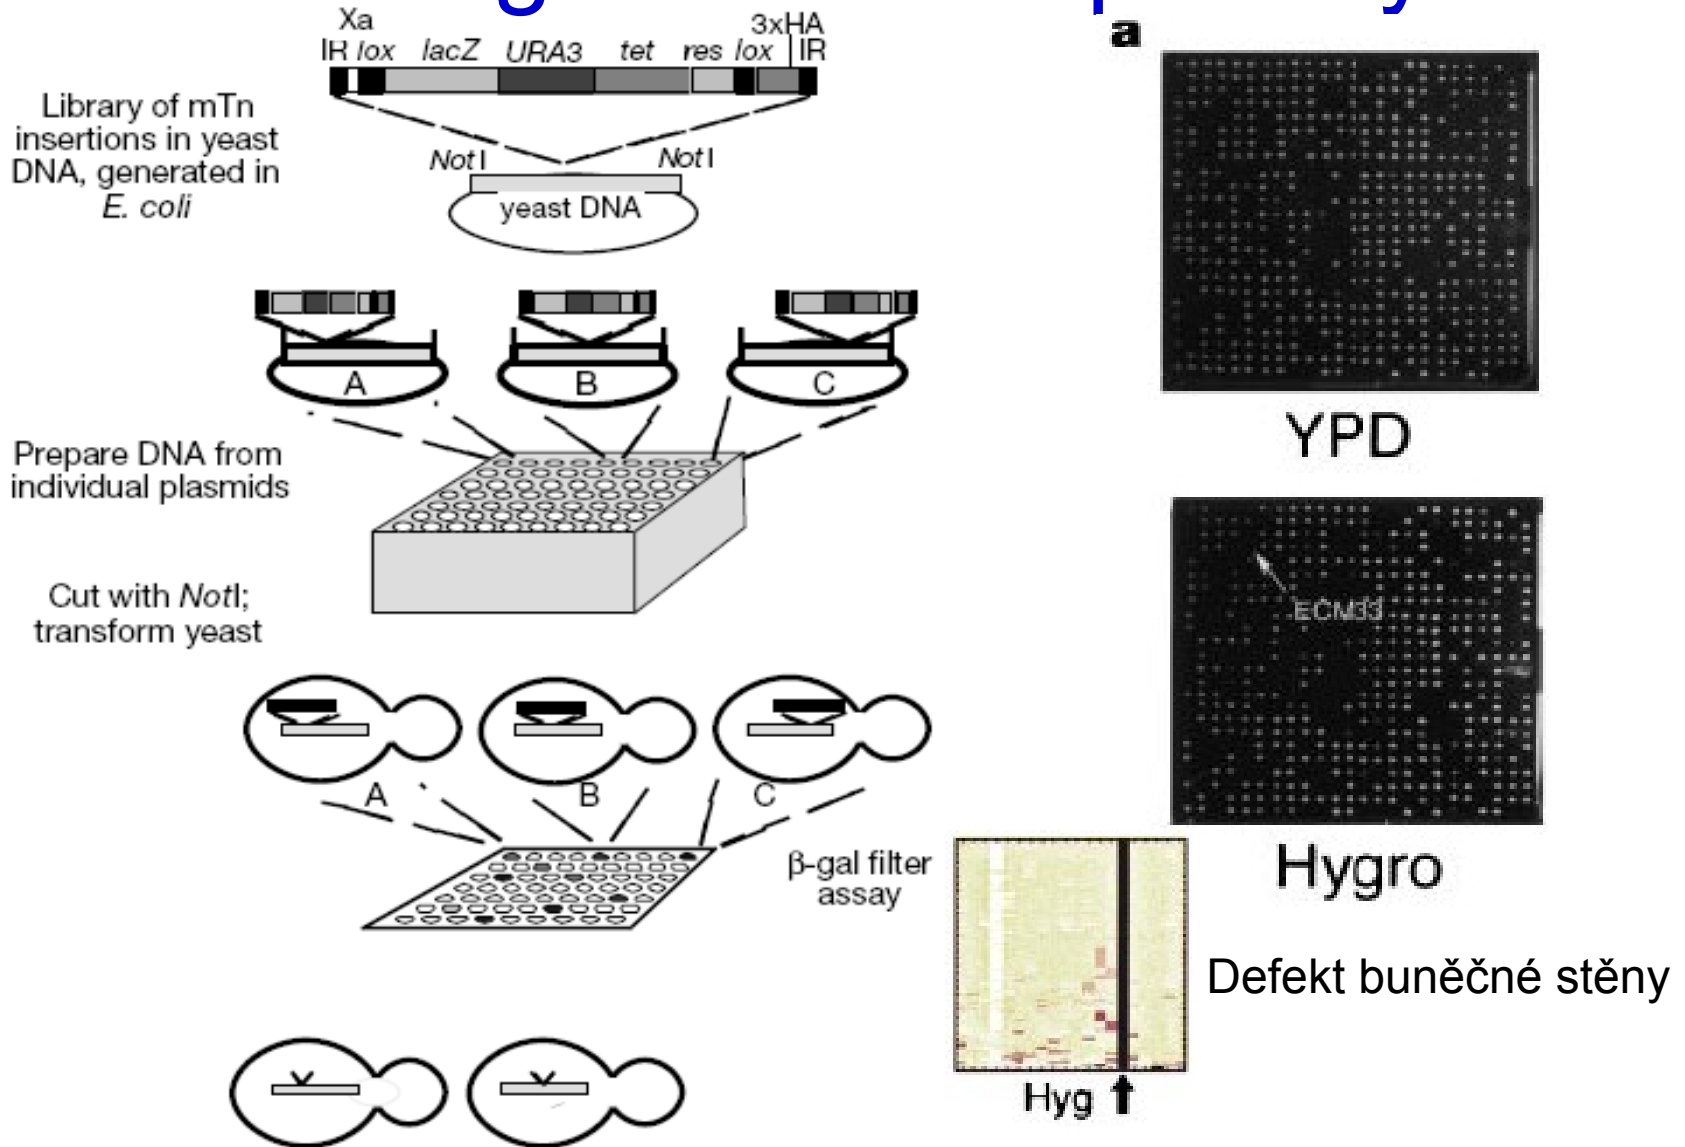 Xa
3xHA
IR lox lacZ URA3 tet res lox IR
Library of mTn
insertions in yeast
DNA, generated in
E. coli
NotI
NotI
yeast DNA
A
B
C
Prepare DNA from
individual plasmids
Cut with NotI;
transform yeast
A
B
C
β-gal filter
assay
a
YPD
ECM33
Hygro
Defekt buněčné stěny
Hyg